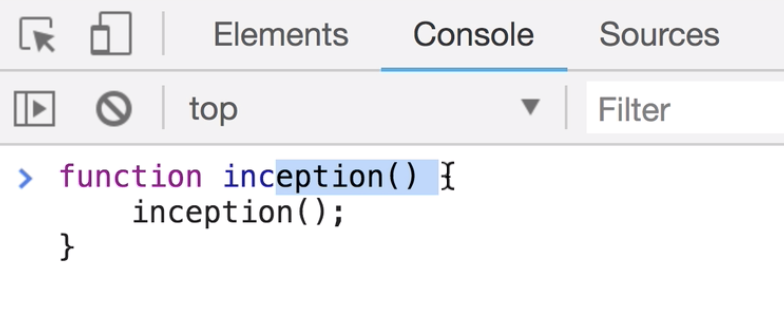 Elements Console Sources
top Filter
> function inception() {
    inception();
}